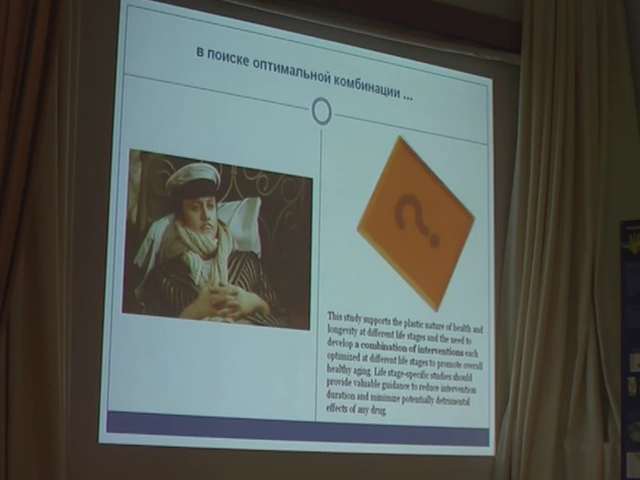 в поиске оптимальной комбинации ...
?
This study supports the plastic nature of health and
longevity at different life stages and the need to
develop a combination of interventions each
optimized at different life stages to promote overall
healthy aging. Life stage-specific studies should
provide valuable guidance to reduce intervention
duration and minimize potentially detrimental
effects of any drug.